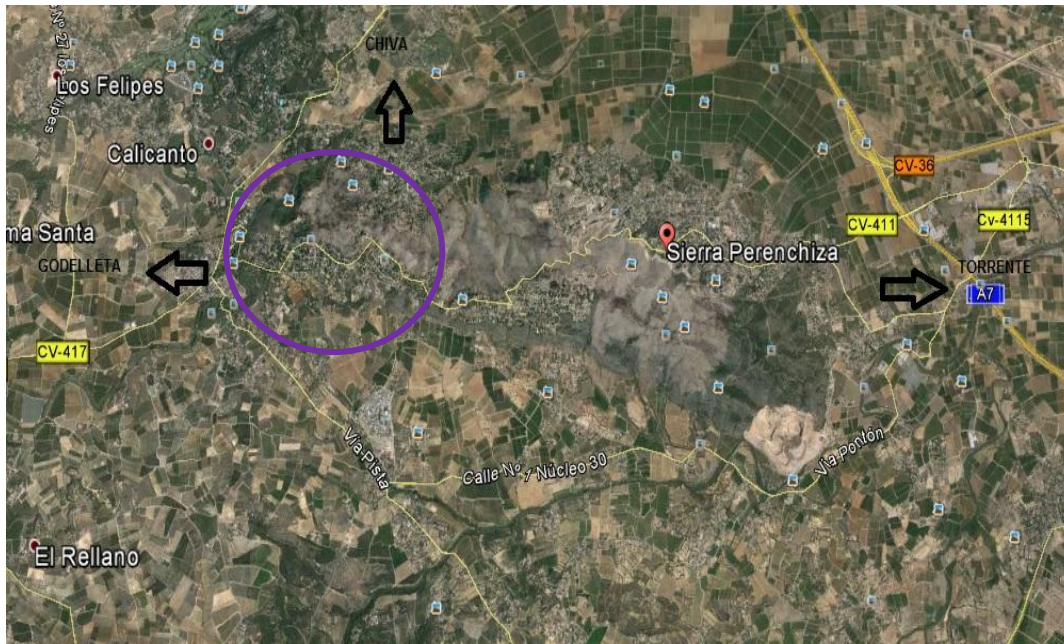 CHIVA
Los Felipes
Calicanto
CV-36
ma Santa
CV-411
Cv-4115
Sierra Perenchiza
GODELLETA
TORRENTE
A7
CV-417
Vía Pista
Vía Pontón
Calle Nº 1 Núcleo 30
El Rellano